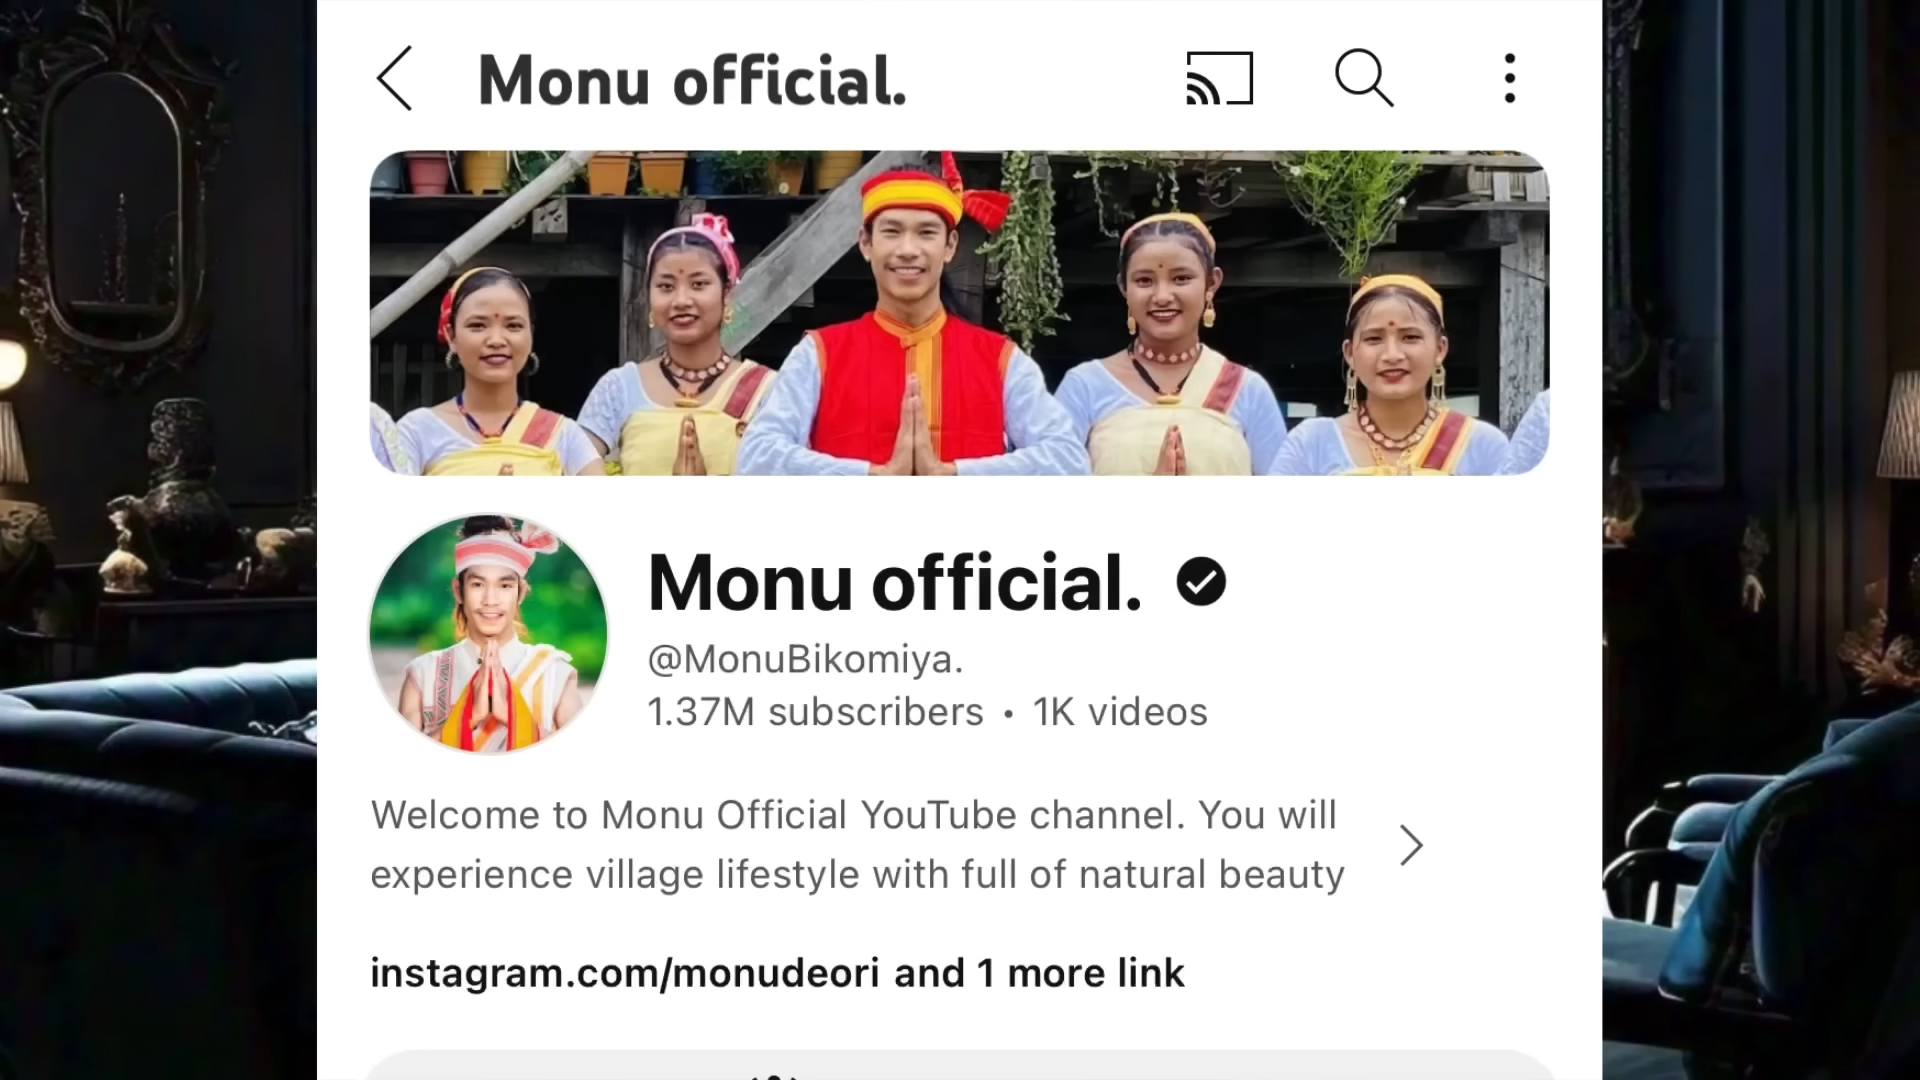 Monu official.
Monu official.
@MonuBikomiya.
1.37M subscribers • 1K videos
Welcome to Monu Official YouTube channel. You will
experience village lifestyle with full of natural beauty
instagram.com/monudeori and 1 more link